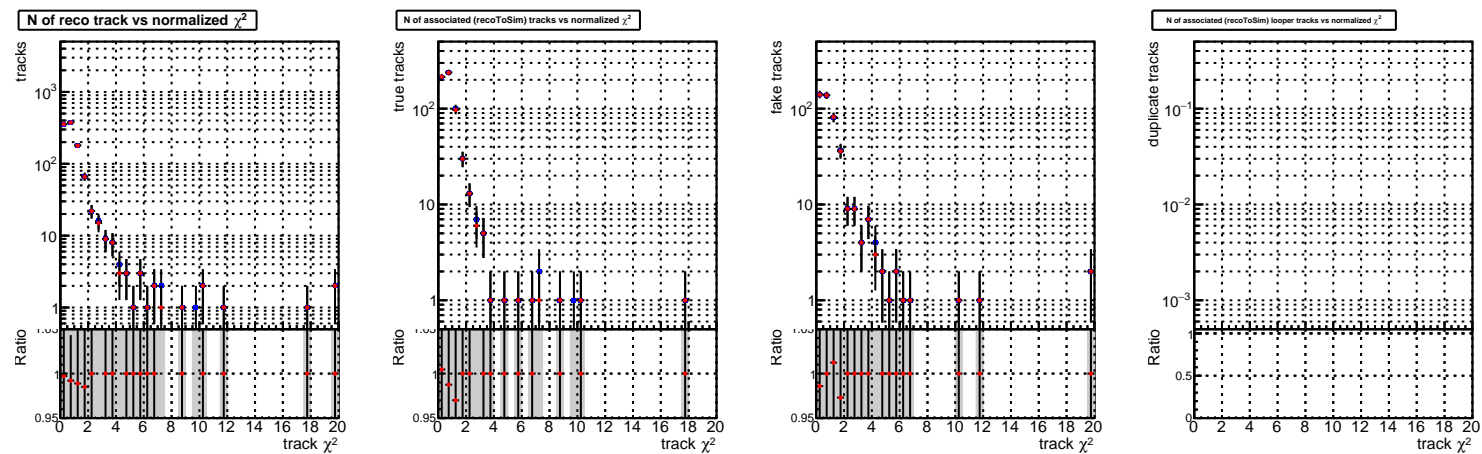 N of reco track vs normalized χ²
tracks
10³
10²
10
1
Ratio
1.05
1
0.95
0 2 4 6 8 10 12 14 16 18 20
track χ²
N of associated (recoToSim) tracks vs normalized χ²
true tracks
10²
10
1
Ratio
1.05
1
0.95
0 2 4 6 8 10 12 14 16 18 20
track χ²
fake tracks
10²
10
1
Ratio
1.05
1
0.95
0 2 4 6 8 10 12 14 16 18 20
track χ²
N of associated (recoToSim) looper tracks vs normalized χ²
duplicate tracks
10⁻¹
10⁻²
10⁻³
Ratio
1
0.5
0
0 2 4 6 8 10 12 14 16 18 20
track χ²